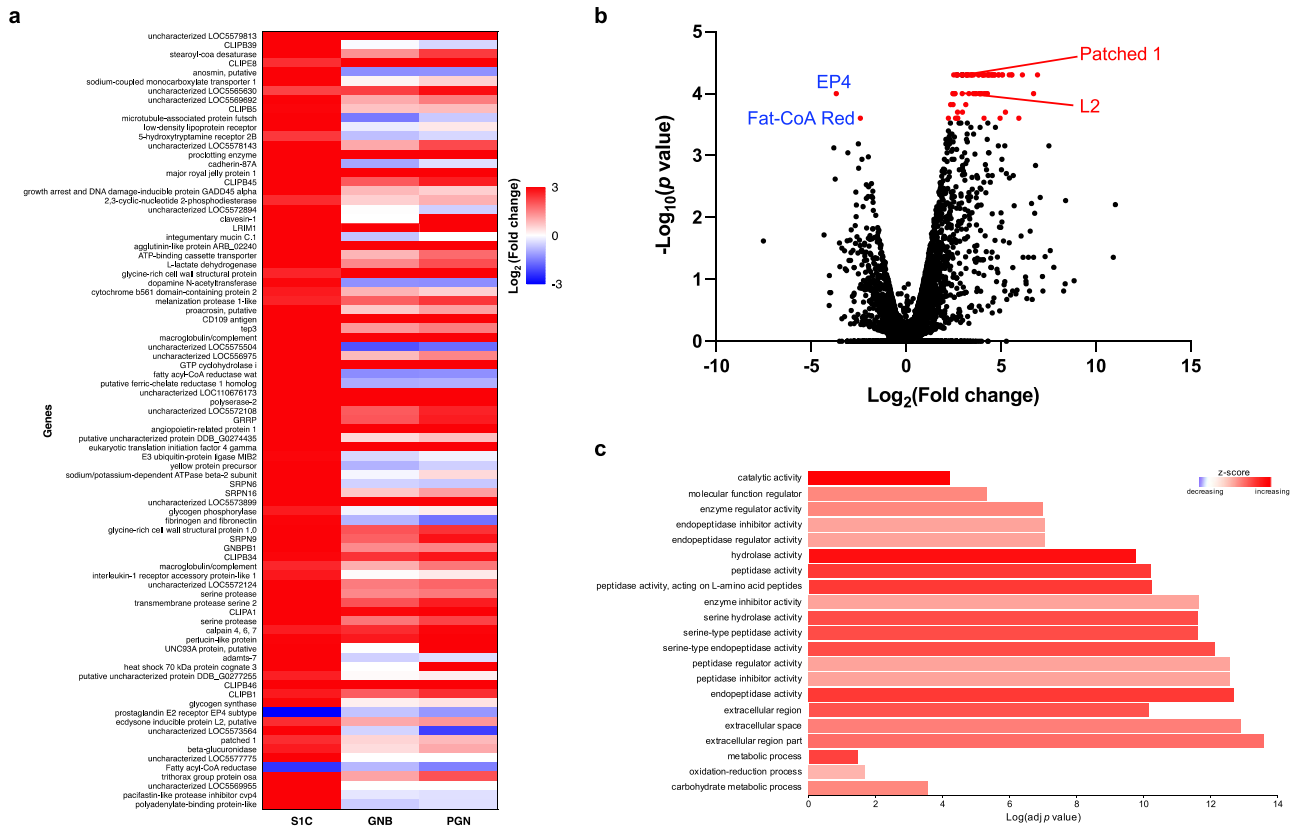 a
uncharacterized LOC5579813
CLIPB39
stearoyl-coa desaturase
CLIPE8
anosmin, putative
sodium-coupled monocarboxylate transporter 1
uncharacterized LOC5565630
uncharacterized LOC5569692
CLIPB5
microtubule-associated protein futsch
low-density lipoprotein receptor
5-hydroxytryptamine receptor 2B
uncharacterized LOC5578143
proclotting enzyme
cadherin-87A
major royal jelly protein 1
CLIPB45
growth arrest and DNA damage-inducible protein GADD45 alpha
2,3-cyclic-nucleotide 2-phosphodiesterase
uncharacterized LOC5572894
clavesin-1
LRIM1
integumentary mucin C.1
agglutinin-like protein ARB_02240
ATP-binding cassette transporter
L-lactate dehydrogenase
glycine-rich cell wall structural protein
dopamine N-acetyltransferase
cytochrome b561 domain-containing protein 2
melanization protease 1-like
proacrosin, putative
CD109 antigen
tep3
macroglobulin/complement
uncharacterized LOC5575504
uncharacterized LOC556975
GTP cyclohydrolase i
fatty acyl-CoA reductase wat
putative ferric-chelate reductase 1 homolog
uncharacterized LOC110676173
polyserase-2
uncharacterized LOC5572108
GRRP
angiopoietin-related protein 1
putative uncharacterized protein DDB_G0274435
eukaryotic translation initiation factor 4 gamma
E3 ubiquitin-protein ligase MIB2
yellow protein precursor
sodium/potassium-dependent ATPase beta-2 subunit
SRPN6
SRPN16
uncharacterized LOC5573899
glycogen phosphorylase
fibrinogen and fibronectin
glycine-rich cell wall structural protein 1.0
SRPN9
GNBPB1
CLIPB34
macroglobulin/complement
interleukin-1 receptor accessory protein-like 1
uncharacterized LOC5572124
serine protease
transmembrane protease serine 2
CLIPA1
serine protease
calpain 4, 6, 7
perlucin-like protein
UNC93A protein, putative
adamts-7
heat shock 70 kDa protein cognate 3
putative uncharacterized protein DDB_G0277255
CLIPB46
CLIPB1
glycogen synthase
prostaglandin E2 receptor EP4 subtype
ecdysone inducible protein L2, putative
uncharacterized LOC5573564
patched 1
beta-glucuronidase
uncharacterized LOC5577775
Fatty acyl-CoA reductase
trithorax group protein osa
uncharacterized LOC5569955
pacifastin-like protease inhibitor cvp4
polyadenylate-binding protein-like
Genes
S1C GNB PGN
Log2(Fold change)
3
-3
b
-Log10(p value)
5
4
3
2
1
0
-10 -5 0 5 10 15
Log2(Fold change)
EP4
Fat-CoA Red
Patched 1
L2
c
catalytic activity
molecular function regulator
enzyme regulator activity
endopeptidase inhibitor activity
endopeptidase regulator activity
hydrolase activity
peptidase activity
peptidase activity, acting on L-amino acid peptides
enzyme inhibitor activity
serine hydrolase activity
serine-type peptidase activity
serine-type endopeptidase activity
peptidase regulator activity
peptidase inhibitor activity
endopeptidase activity
extracellular region
extracellular space
extracellular region part
metabolic process
oxidation-reduction process
carbohydrate metabolic process
0 2 4 6 8 10 12 14
Log(adj p value)
z-score
decreasing increasing